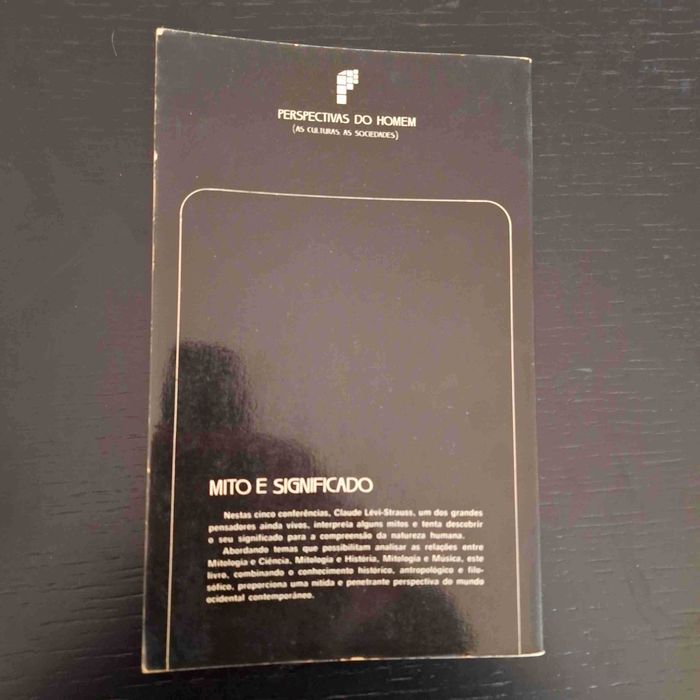 PERSPECTIVAS DO HOMEM
(AS CULTURAS, AS SOCIEDADES)
MITO E SIGNIFICADO
Nestas cinco conferências, Claude Lévi-Strauss, um dos grandes
pensadores ainda vivos, interpreta alguns mitos e tenta descobrir
o seu significado para a compreensão da natureza humana.
Abordando temas que possibilitam analisar as relações entre
Mitologia e Ciência, Mitologia e História, Mitologia e Música, este
livro, combinando o conhecimento histórico, antropológico e filo-
sófico, proporciona uma nítida e penetrante perspectiva do mundo
ocidental contemporâneo.